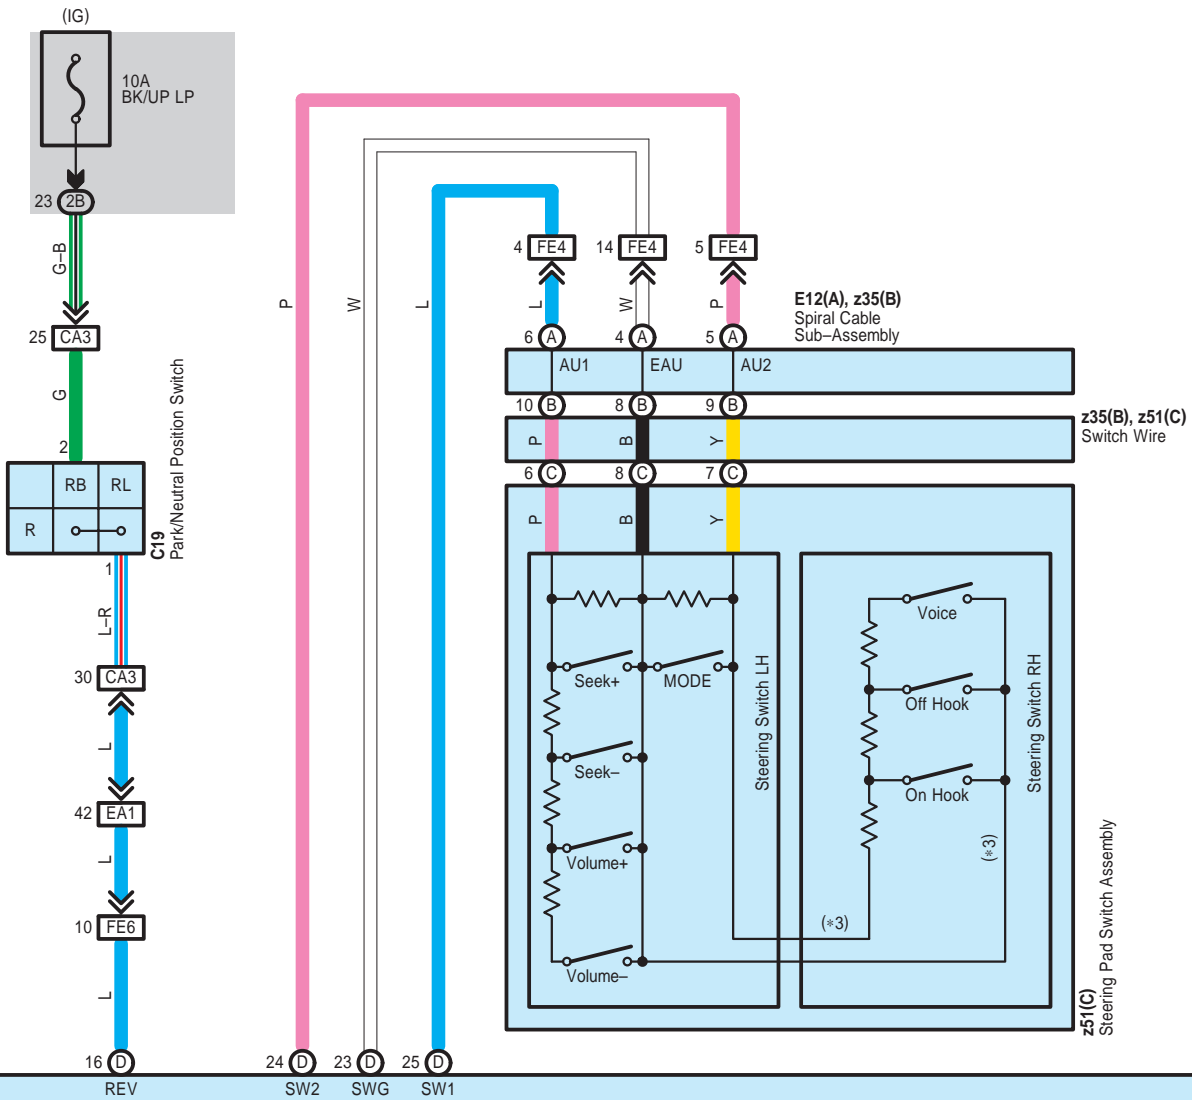 (IG)
10A
BK/UP LP
23 2B
G–B
25 CA3
G
2
RB RL
R
C19
Park/Neutral Position Switch
1
L–R
30 CA3
L
42 EA1
L
10 FE6
L
16 D
REV
P
W
L
4 FE4
14 FE4
5 FE4
L
W
P
E12(A), z35(B)
Spiral Cable
Sub–Assembly
6 A
4 A
5 A
AU1
EAU
AU2
10 B
8 B
9 B
z35(B), z51(C)
Switch Wire
P
B
Y
6 C
8 C
7 C
P
B
Y
Seek+
MODE
Seek–
Volume+
Volume–
Steering Switch LH
Voice
Off Hook
On Hook
Steering Switch RH
(*3)
(*3)
z51(C)
Steering Pad Switch Assembly
24 D
23 D
25 D
SW2
SWG
SW1